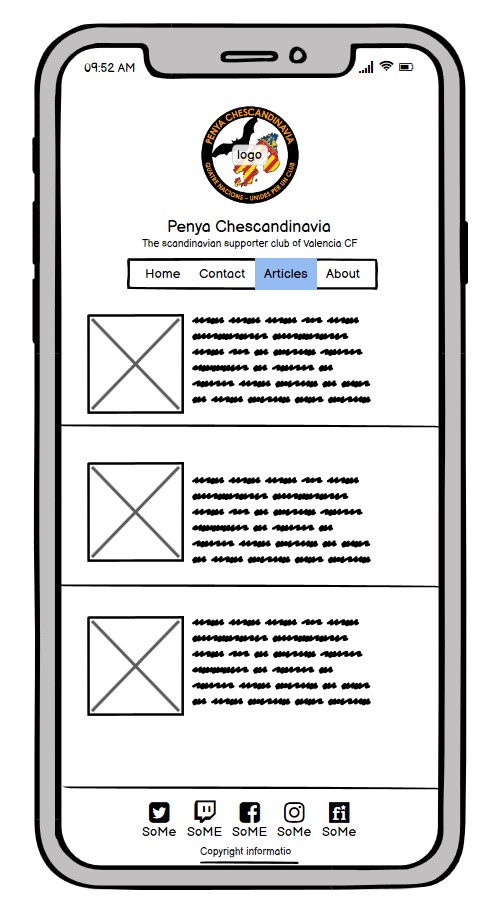 09:52 AM
PENYA CHESCANDINAVIA
logo
QUATRE NACIONS – UNIDES PER UN CLUB
Penya Chescandinavia
The scandinavian supporter club of Valencia CF
Home Contact Articles About
SoMe SoME SoME SoMe SoMe
Copyright informatio